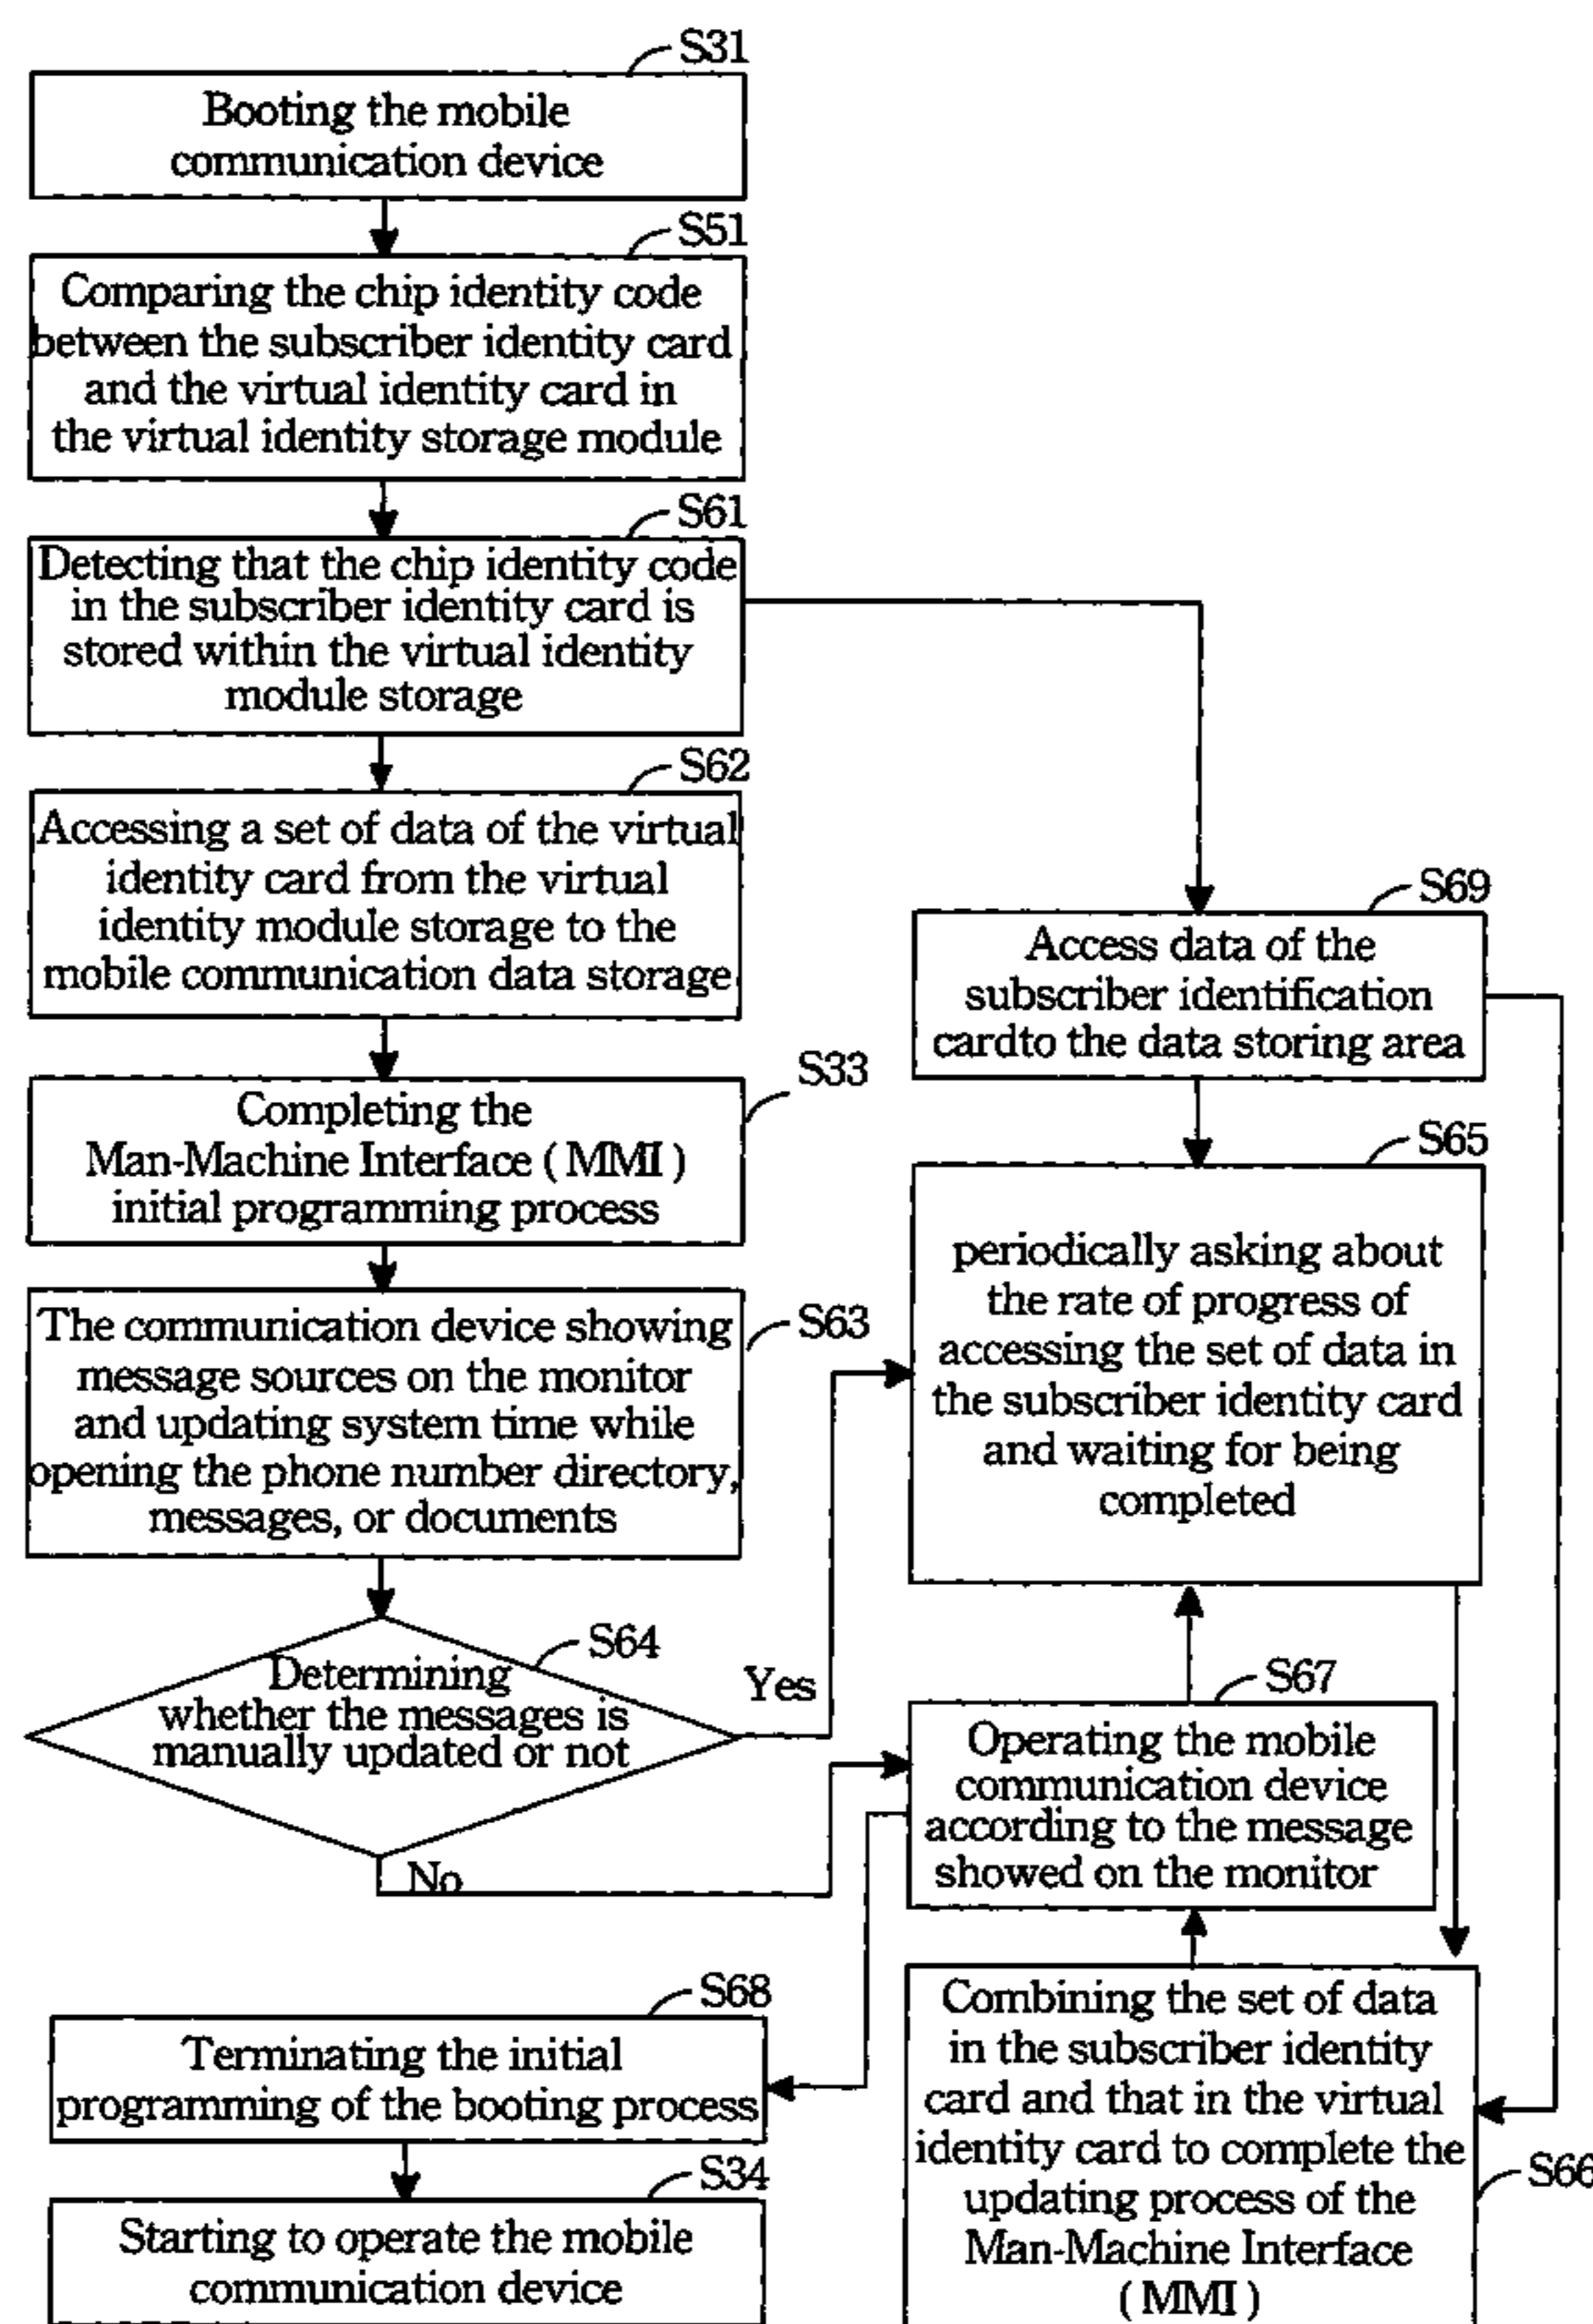 S31
Booting the mobile
communication device
S51
Comparing the chip identity code
between the subscriber identity card
and the virtual identity card in
the virtual identity storage module
S61
Detecting that the chip identity code
in the subscriber identity card is
stored within the virtual identity
module storage
S62
Accessing a set of data of the virtual
identity card from the virtual
identity module storage to the
mobile communication data storage
S33
Completing the
Man-Machine Interface ( MMI )
initial programming process
S63
The communication device showing
message sources on the monitor
and updating system time while
opening the phone number directory,
messages, or documents
S64
Determining
whether the messages is
manually updated or not
Yes
No
S69
Access data of the
subscriber identification
cardto the data storing area
S65
periodically asking about
the rate of progress of
accessing the set of data in
the subscriber identity card
and waiting for being
completed
S67
Operating the mobile
communication device
according to the message
showed on the monitor
S66
Combining the set of data
in the subscriber identity
card and that in the virtual
identity card to complete the
updating process of the
Man-Machine Interface
( MMI )
S68
Terminating the initial
programming of the booting process
S34
Starting to operate the mobile
communication device